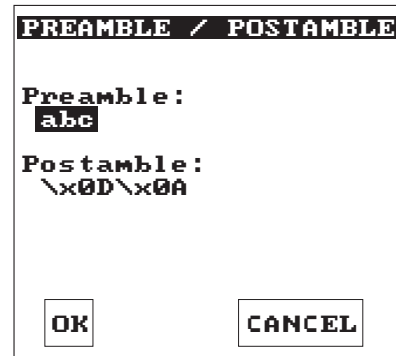 PREAMBLE / POSTAMBLE
Preamble:
abc
Postamble:
\x0D\x0A
OK
CANCEL